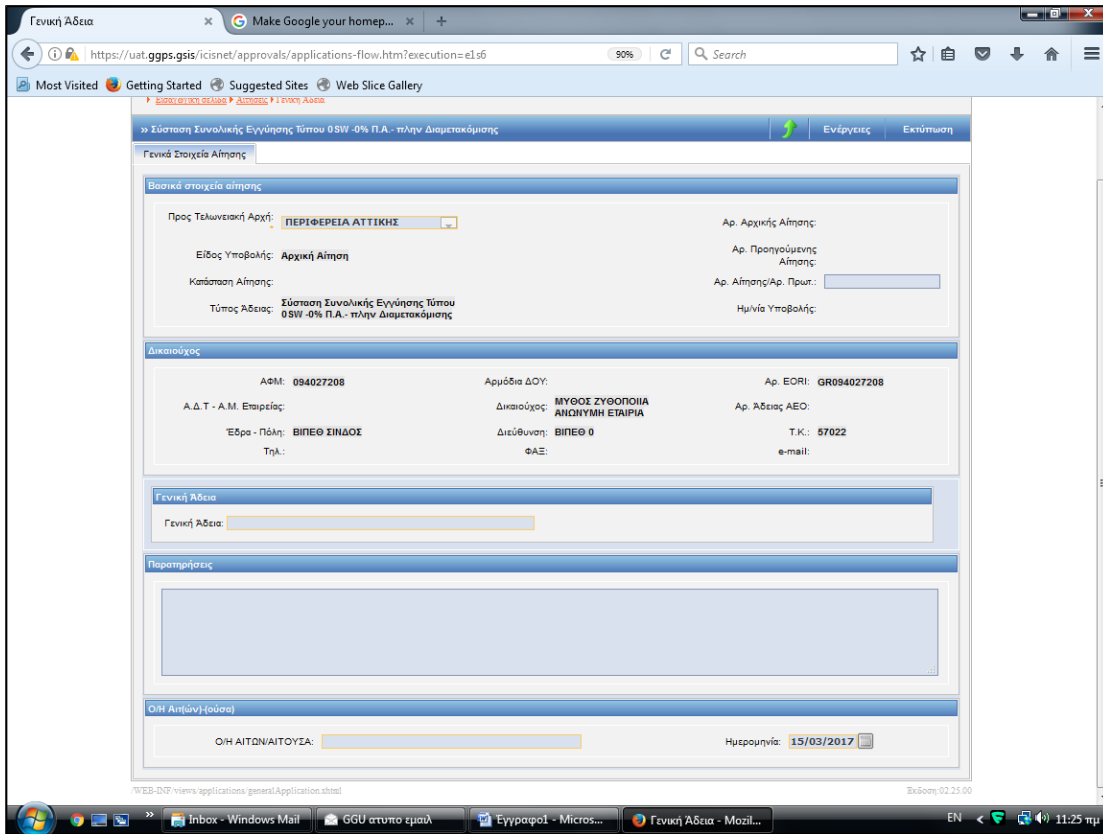 Γενική Άδεια
Make Google your homep...
https://uat.ggps.gsis/icisnet/approvals/applications-flow.htm?execution=e1s6
90%
Search
Most Visited Getting Started Suggested Sites Web Slice Gallery
Εισαγωγική σελίδα Αιτήσεις Γενική Άδεια
» Σύσταση Συνολικής Εγγύησης Τύπου 0SW -0% Π.Α.- πλην Διαμετακόμισης
Ενέργειες Εκτύπωση
Γενικά Στοιχεία Αίτησης
Βασικά στοιχεία αίτησης
Προς Τελωνειακή Αρχή: ΠΕΡΙΦΕΡΕΙΑ ΑΤΤΙΚΗΣ
Αρ. Αρχικής Αίτησης:
Είδος Υποβολής: Αρχική Αίτηση
Αρ. Προηγούμενης
Αίτησης:
Κατάσταση Αίτησης:
Αρ. Αίτησης/Αρ. Πρωτ.:
Τύπος Άδειας: Σύσταση Συνολικής Εγγύησης Τύπου
0SW -0% Π.Α.- πλην Διαμετακόμισης
Ημ/νία Υποβολής:
Δικαιούχος
ΑΦΜ: 094027208 Αρμόδια ΔΟΥ: Αρ. EORI: GR094027208
Α.Δ.Τ - Α.Μ. Εταιρείας: Δικαιούχος: ΜΥΘΟΣ ΖΥΘΟΠΟΙΙΑ
ΑΝΩΝΥΜΗ ΕΤΑΙΡΙΑ
Αρ. Άδειας ΑΕΟ:
Έδρα - Πόλη: ΒΙΠΕΘ ΣΙΝΔΟΣ Διεύθυνση: ΒΙΠΕΘ 0 Τ.Κ.: 57022
Τηλ.: ΦΑΞ: e-mail:
Γενική Άδεια
Γενική Άδεια:
Παρατηρήσεις
Ο/Η Αιτ(ών)-(ούσα)
Ο/Η ΑΙΤΩΝ/ΑΙΤΟΥΣΑ: Ημερομηνία: 15/03/2017
/WEB-INF/views/applications/generalApplication.xhtml Έκδοση:02.25.00
Inbox - Windows Mail GGU ατυπο εμαιλ Έγγραφο1 - Micros... Γενική Άδεια - Mozil... EN 11:25 πμ